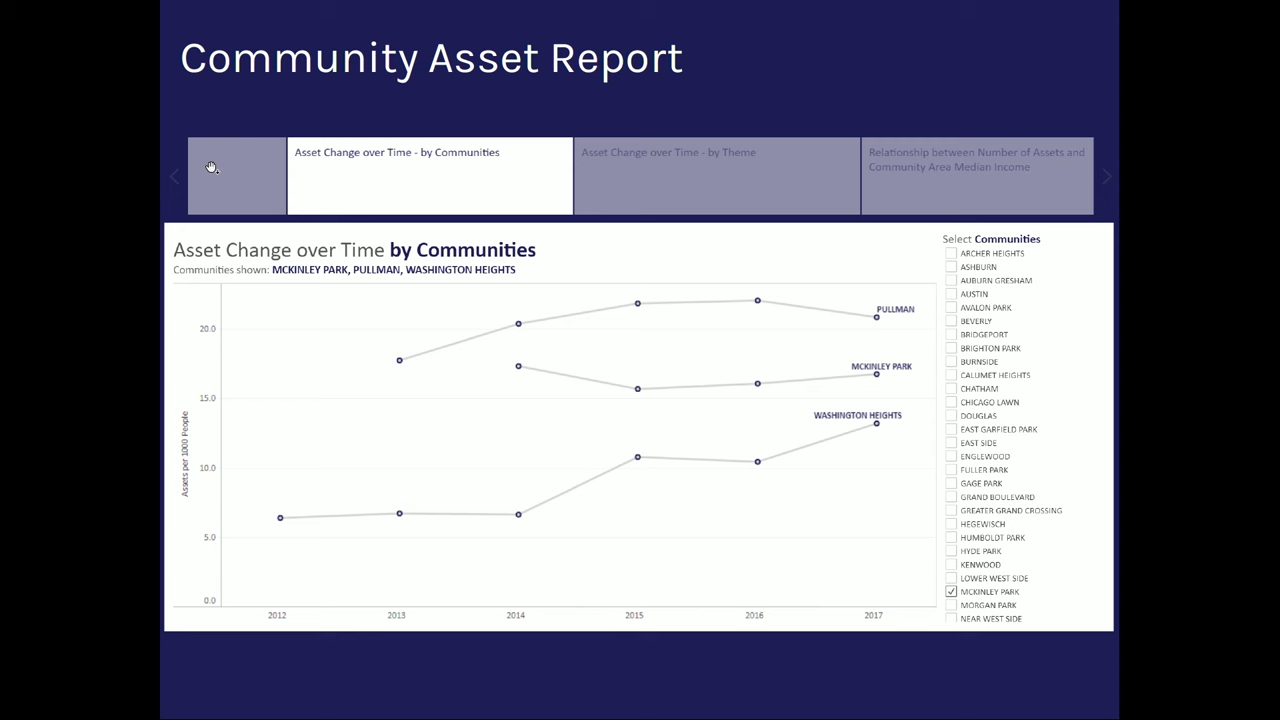 Community Asset Report
Asset Change over Time - by Communities
Asset Change over Time - by Theme
Relationship between Number of Assets and
Community Area Median Income
Asset Change over Time by Communities
Communities shown: MCKINLEY PARK, PULLMAN, WASHINGTON HEIGHTS
PULLMAN
MCKINLEY PARK
WASHINGTON HEIGHTS
Assets per 1000 People
20.0
15.0
10.0
5.0
0.0
2012
2013
2014
2015
2016
2017
Select Communities
ARCHER HEIGHTS
ASHBURN
AUBURN GRESHAM
AUSTIN
AVALON PARK
BEVERLY
BRIDGEPORT
BRIGHTON PARK
BURNSIDE
CALUMET HEIGHTS
CHATHAM
CHICAGO LAWN
DOUGLAS
EAST GARFIELD PARK
EAST SIDE
ENGLEWOOD
FULLER PARK
GAGE PARK
GRAND BOULEVARD
GREATER GRAND CROSSING
HEGEWISCH
HUMBOLDT PARK
HYDE PARK
KENWOOD
LOWER WEST SIDE
MCKINLEY PARK
MORGAN PARK
NEAR WEST SIDE